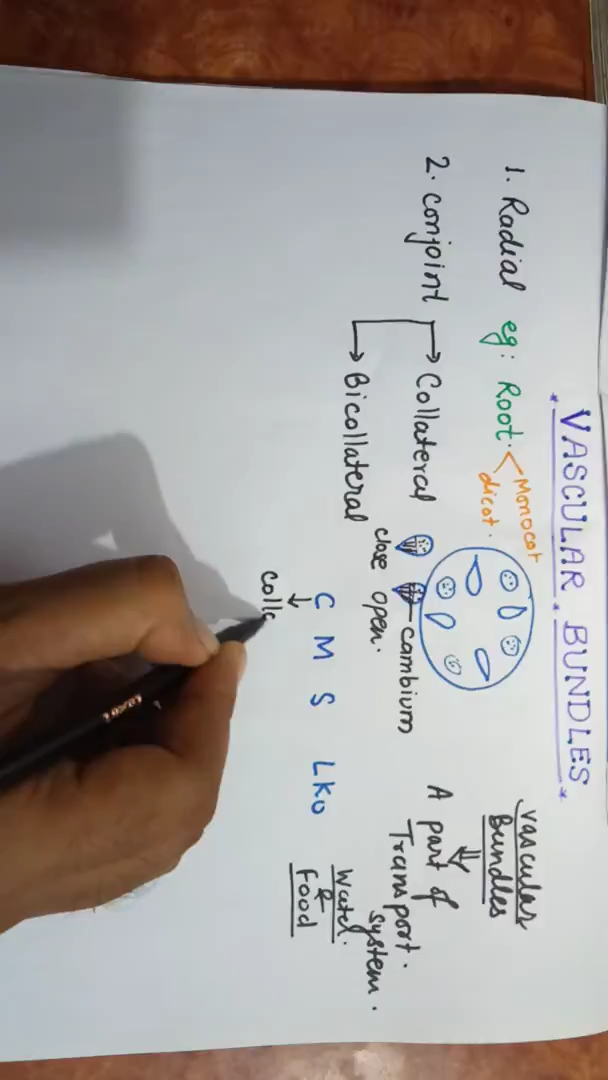 * VASCULAR BUNDLES *
1. Radial eg: Root. Monocot
dicot.
2. Conjoint
Collateral
close open. cambium
Bicollateral
Vascular
Bundles
A part of
Transport.
system.
Water.
&
Food
C M S LKO